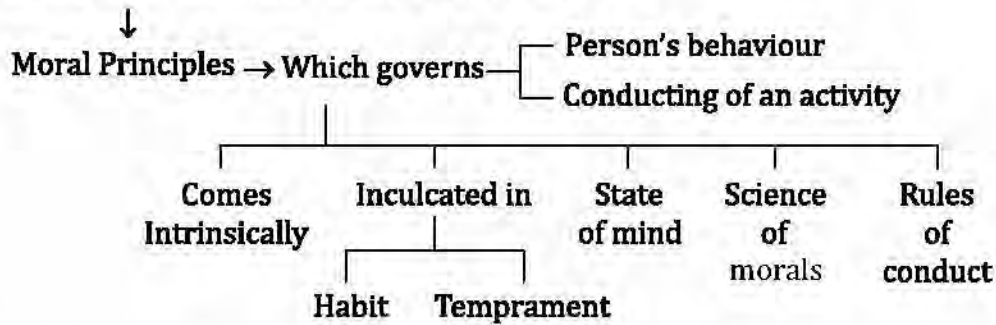 ↓
Person's behaviour
Moral Principles → Which governs
Conducting of an activity
Comes Intrinsically
Inculcated in
State of mind
Science of morals
Rules of conduct
Habit Temprament